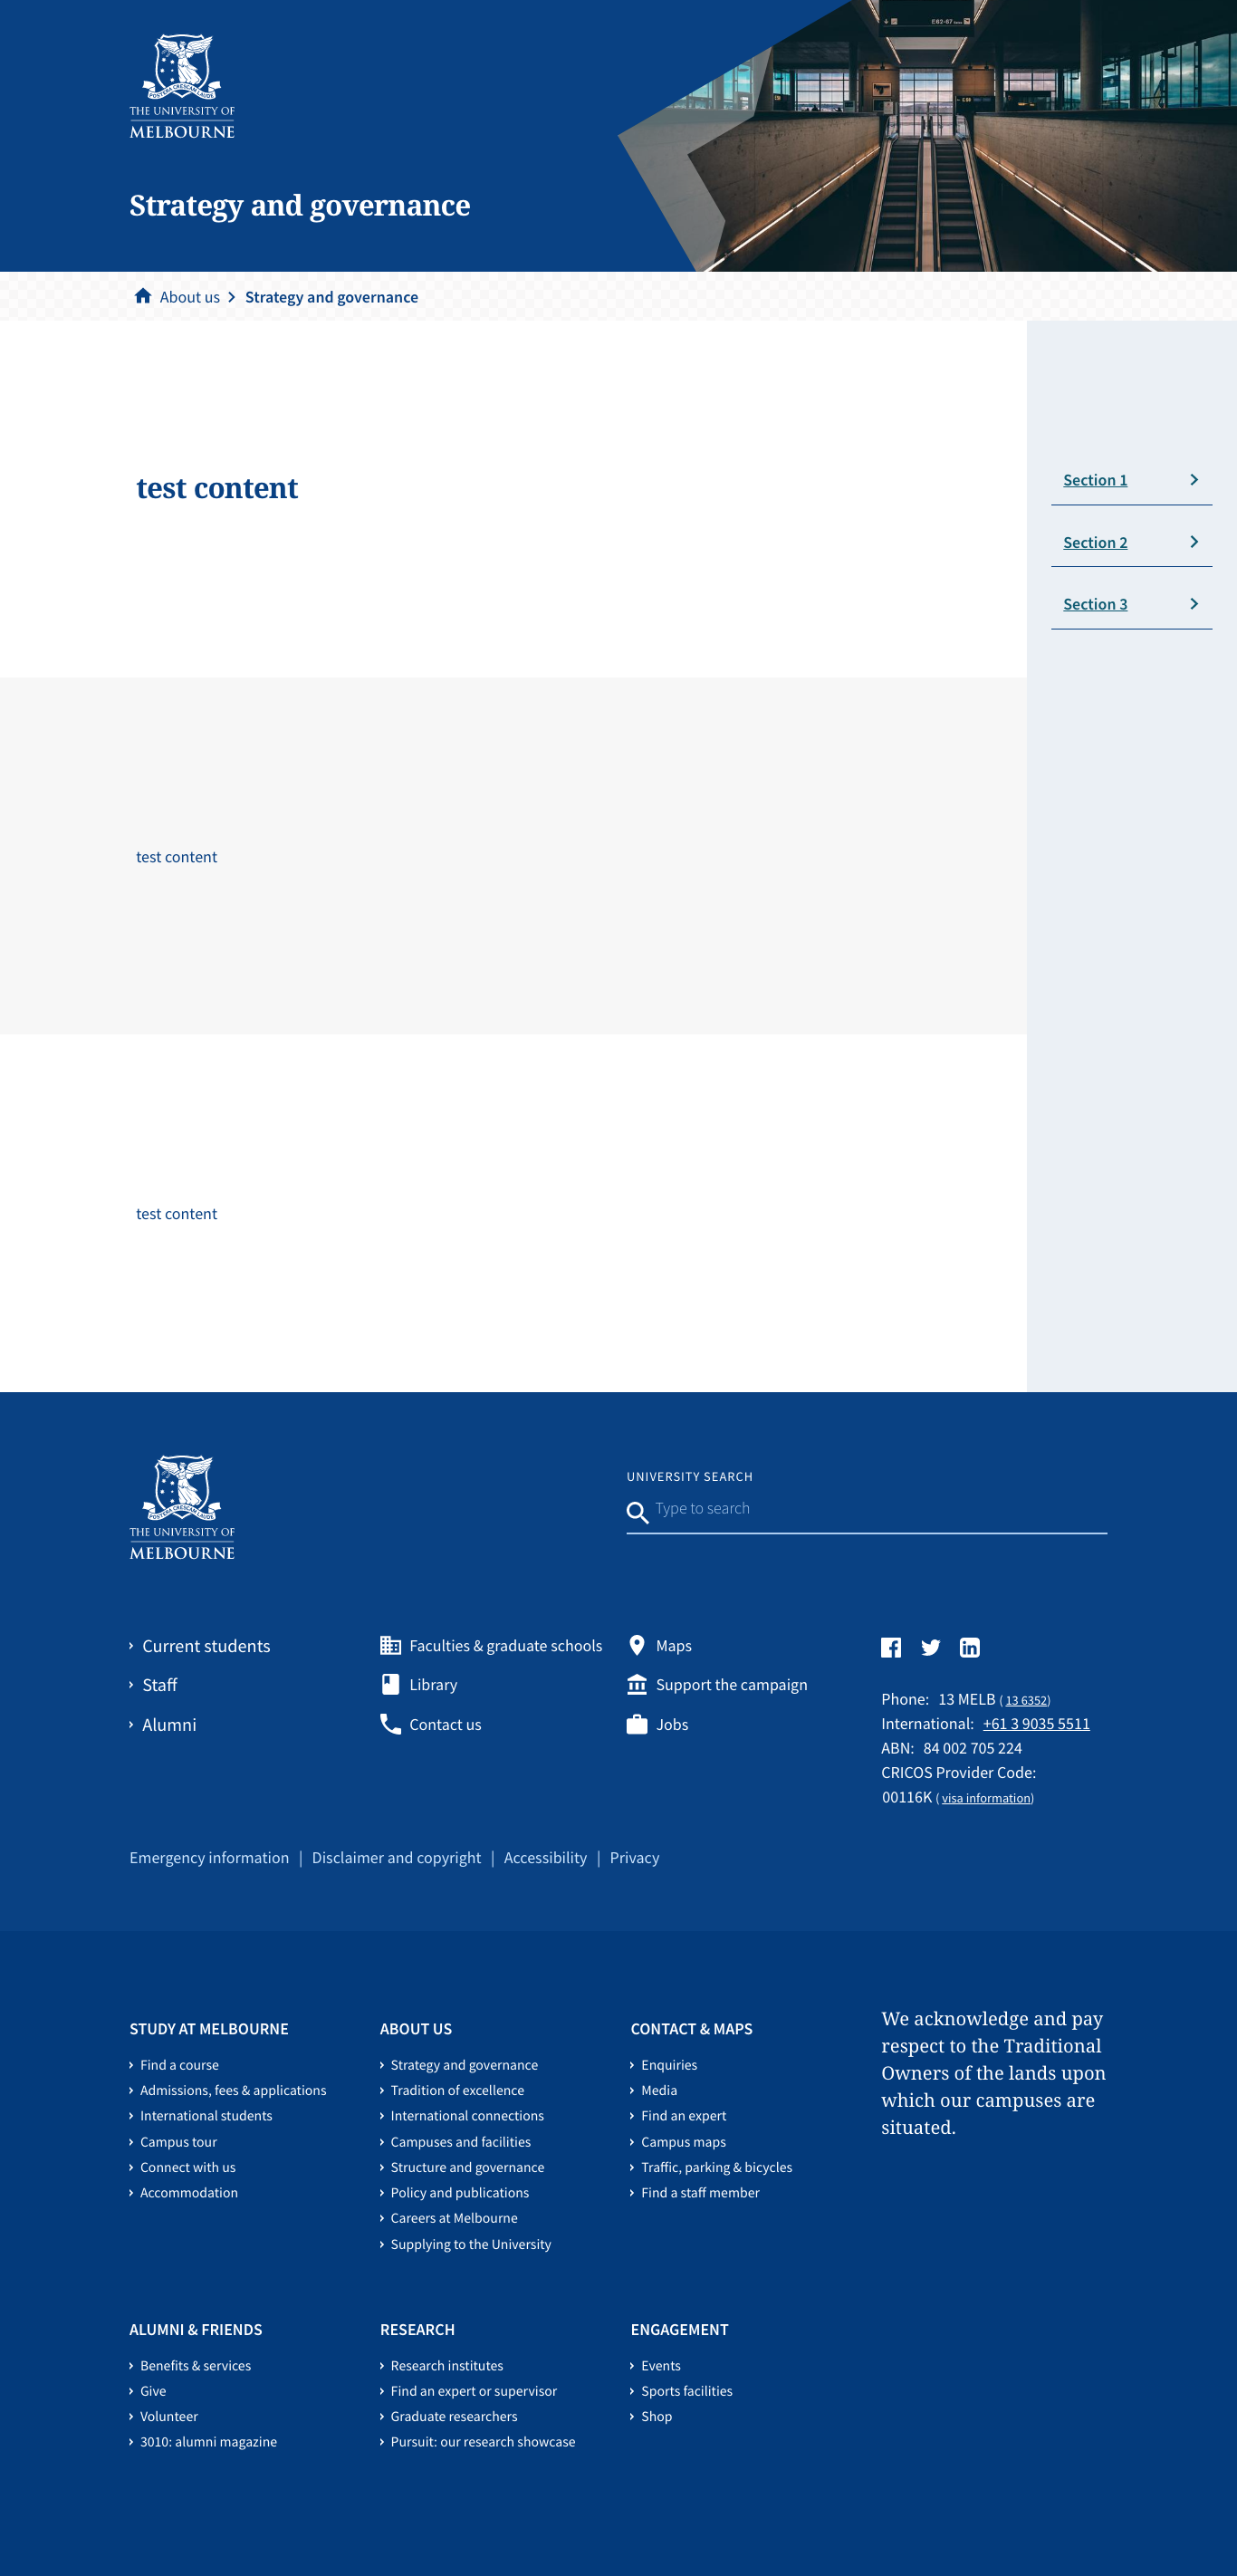 THE UNIVERSITY OF
MELBOURNE
Strategy and governance
About us
Strategy and governance
test content
Section 1
Section 2
Section 3
test content
test content
THE UNIVERSITY OF
MELBOURNE
UNIVERSITY SEARCH
Type to search
Current students
Staff
Alumni
Faculties & graduate schools
Library
Contact us
Maps
Support the campaign
Jobs
Phone: 13 MELB ( 13 6352)
International: +61 3 9035 5511
ABN: 84 002 705 224
CRICOS Provider Code:
00116K ( visa information)
Emergency information | Disclaimer and copyright | Accessibility | Privacy
STUDY AT MELBOURNE
Find a course
Admissions, fees & applications
International students
Campus tour
Connect with us
Accommodation
ABOUT US
Strategy and governance
Tradition of excellence
International connections
Campuses and facilities
Structure and governance
Policy and publications
Careers at Melbourne
Supplying to the University
CONTACT & MAPS
Enquiries
Media
Find an expert
Campus maps
Traffic, parking & bicycles
Find a staff member
We acknowledge and pay
respect to the Traditional
Owners of the lands upon
which our campuses are
situated.
ALUMNI & FRIENDS
Benefits & services
Give
Volunteer
3010: alumni magazine
RESEARCH
Research institutes
Find an expert or supervisor
Graduate researchers
Pursuit: our research showcase
ENGAGEMENT
Events
Sports facilities
Shop